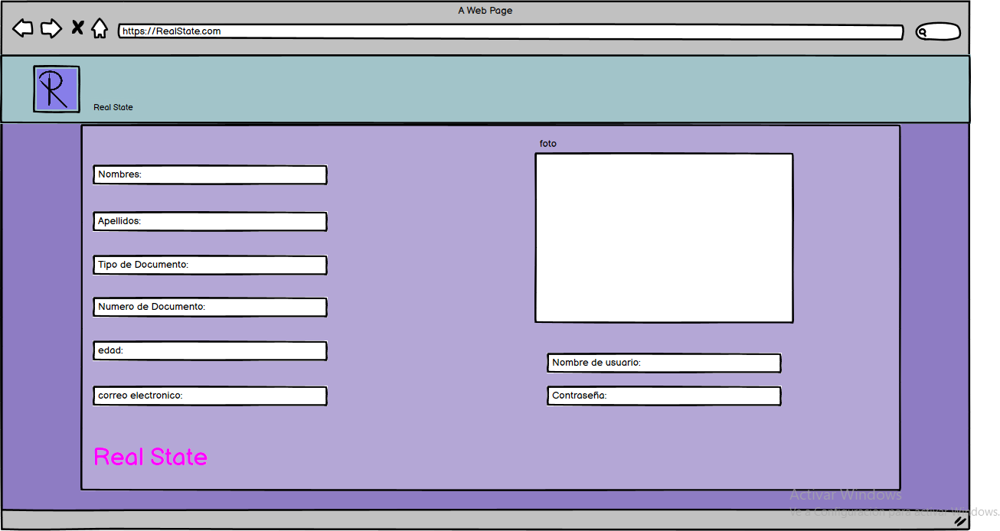 A Web Page
https://RealState.com
R
Real State
foto
Nombres:
Apellidos:
Tipo de Documento:
Numero de Documento:
edad:
correo electronico:
Nombre de usuario:
Contraseña:
Real State
Activar Windows
Ve a Configuración para activar Windows.